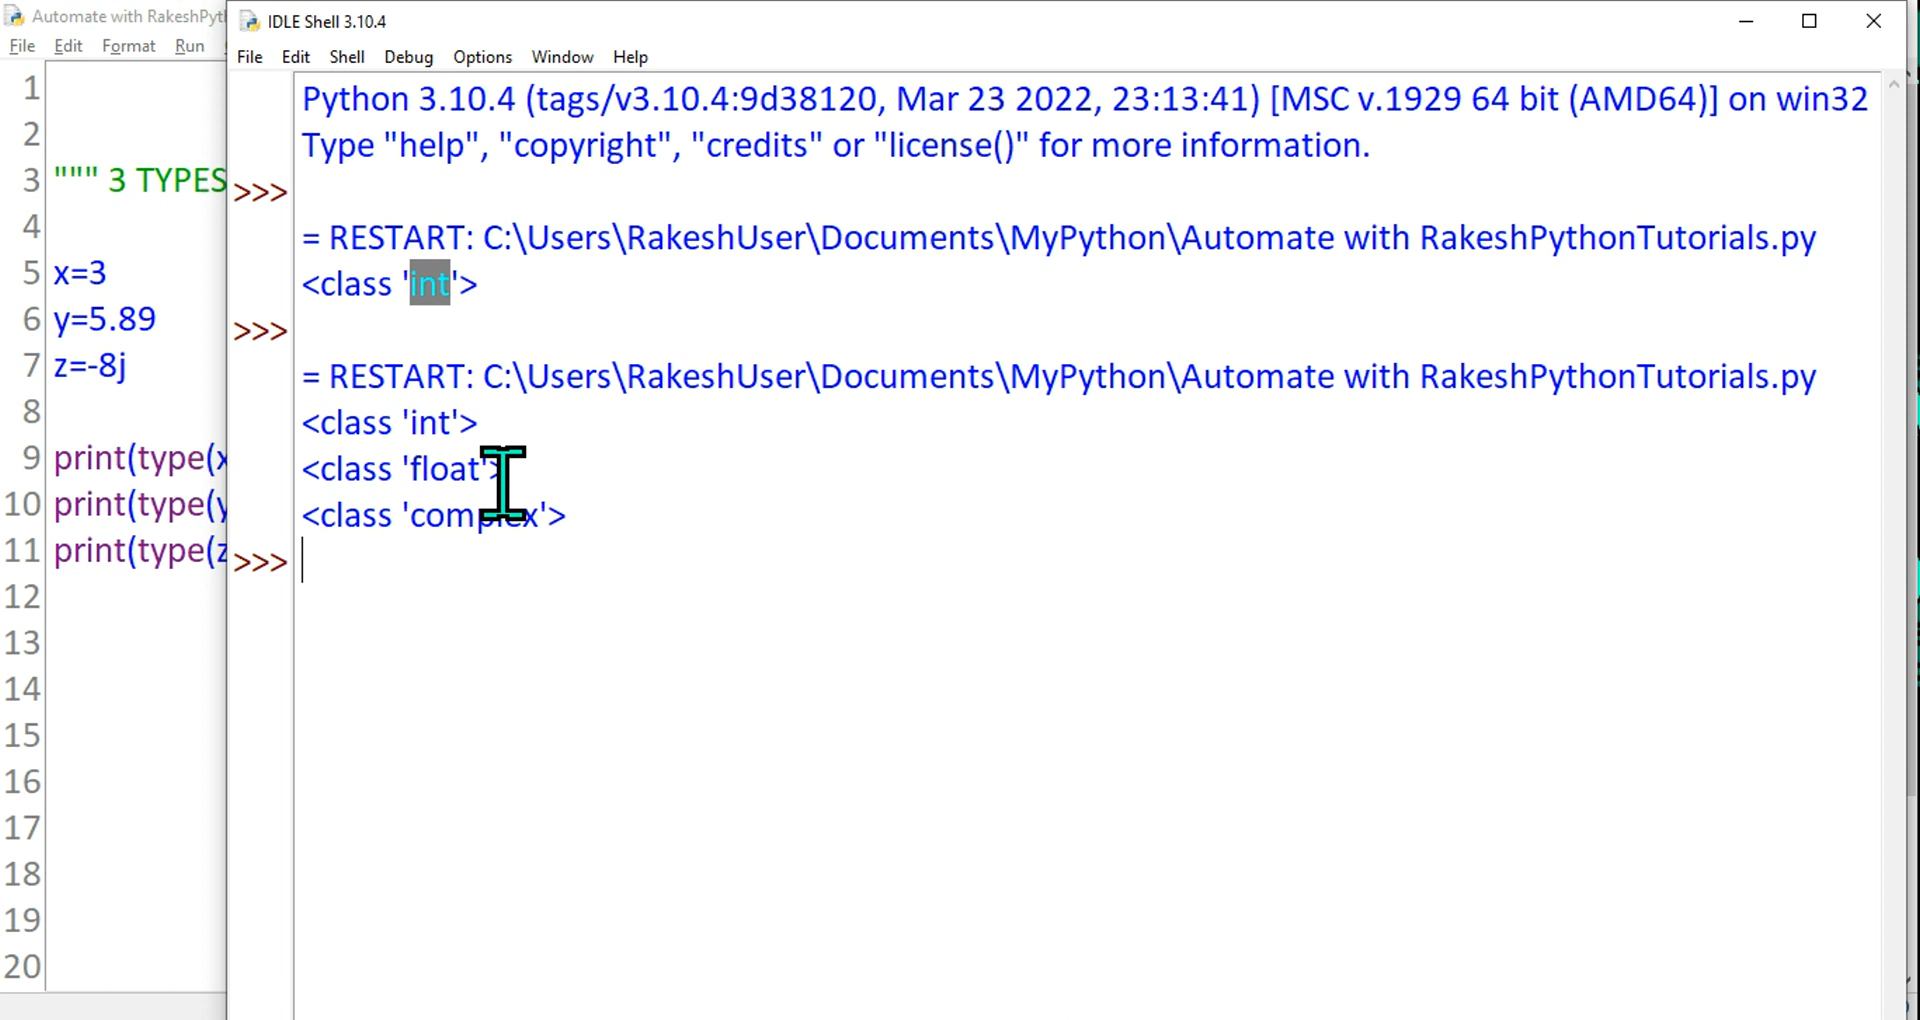 Automate with RakeshPyt
File Edit Format Run
1
2
3 """ 3 TYPES
4
5 x=3
6 y=5.89
7 z=-8j
8
9 print(type(x
10 print(type(y
11 print(type(z
12
13
14
15
16
17
18
19
20
IDLE Shell 3.10.4
File Edit Shell Debug Options Window Help
Python 3.10.4 (tags/v3.10.4:9d38120, Mar 23 2022, 23:13:41) [MSC v.1929 64 bit (AMD64)] on win32
Type "help", "copyright", "credits" or "license()" for more information.
>>>
= RESTART: C:\Users\RakeshUser\Documents\MyPython\Automate with RakeshPythonTutorials.py
<class 'int'>
>>>
= RESTART: C:\Users\RakeshUser\Documents\MyPython\Automate with RakeshPythonTutorials.py
<class 'int'>
<class 'float'>
<class 'complex'>
>>>